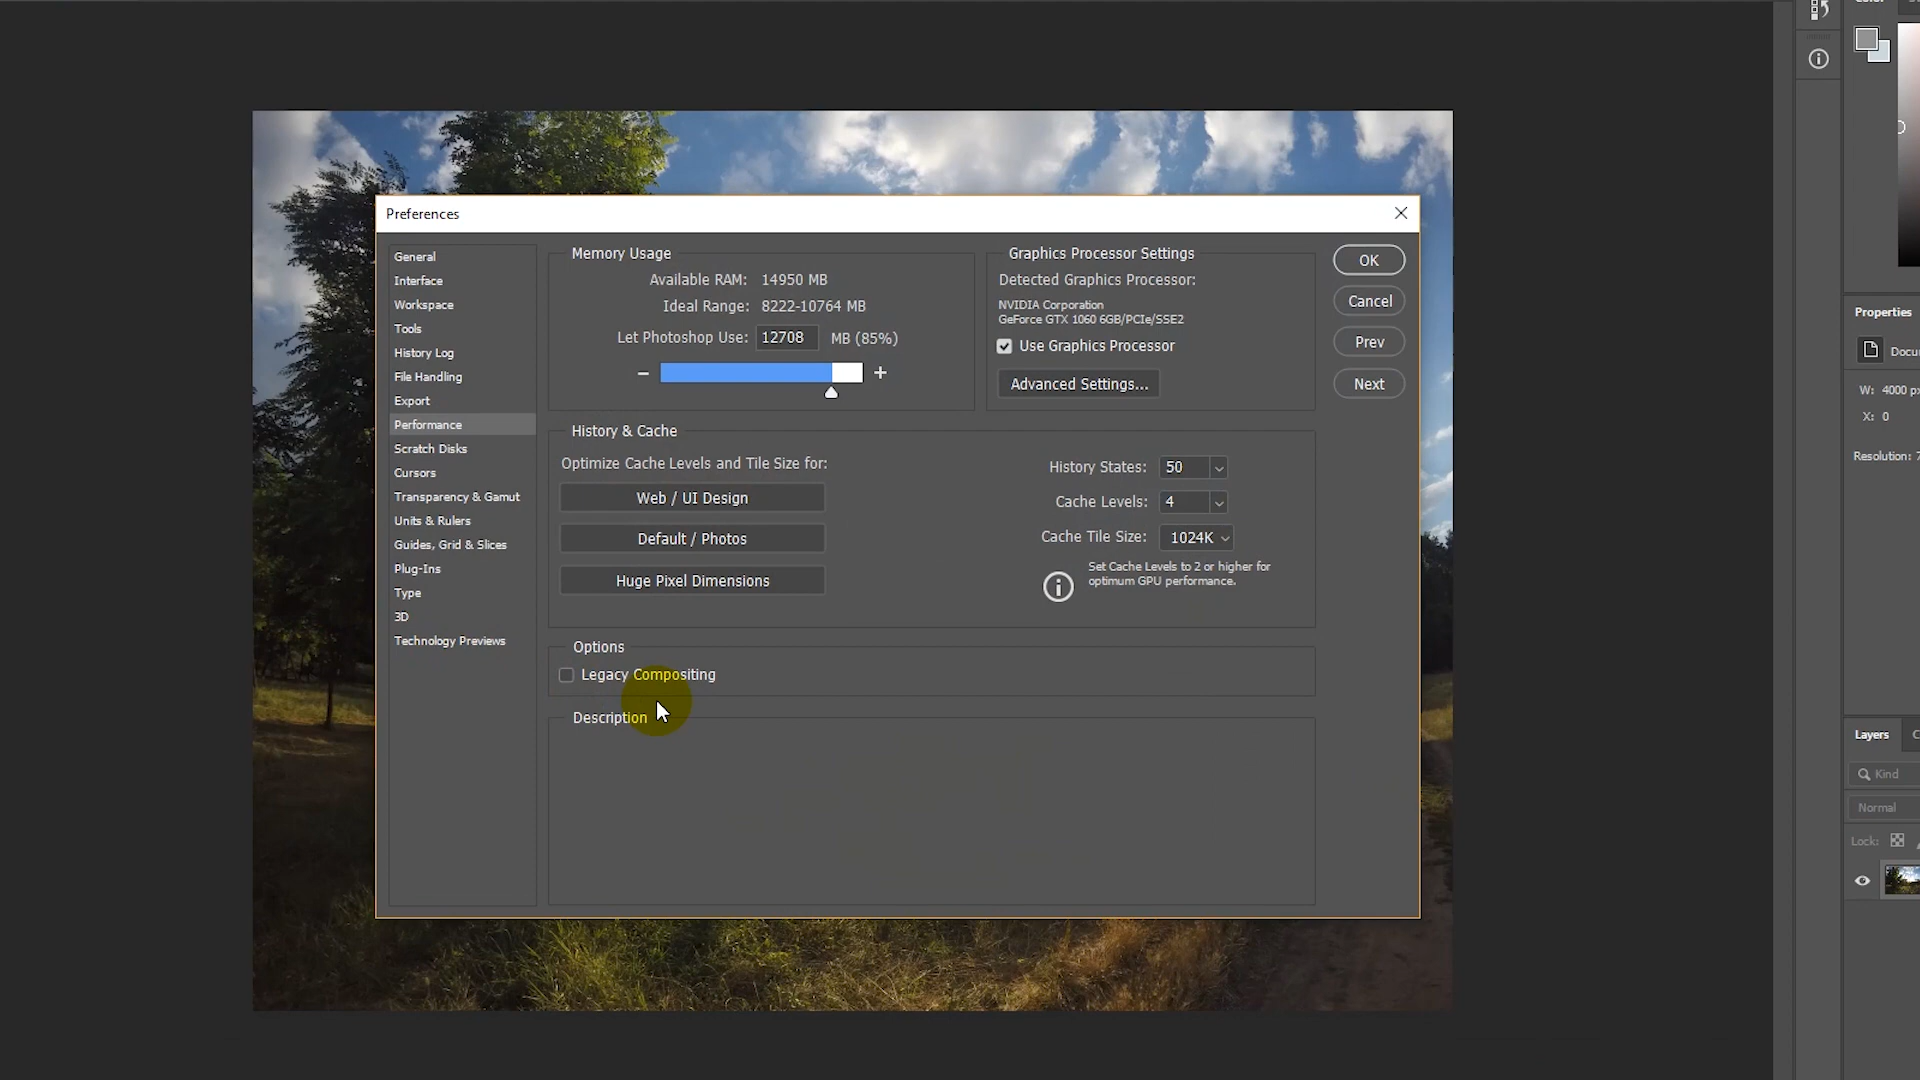 Preferences
General
Interface
Workspace
Tools
History Log
File Handling
Export
Performance
Scratch Disks
Cursors
Transparency & Gamut
Units & Rulers
Guides, Grid & Slices
Plug-Ins
Type
3D
Technology Previews
Memory Usage
Available RAM: 14950 MB
Ideal Range: 8222-10764 MB
Let Photoshop Use: 12708 MB (85%)
− +
Graphics Processor Settings
Detected Graphics Processor:
NVIDIA Corporation
GeForce GTX 1060 6GB/PCIe/SSE2
Use Graphics Processor
Advanced Settings...
OK
Cancel
Prev
Next
History & Cache
Optimize Cache Levels and Tile Size for:
Web / UI Design
Default / Photos
Huge Pixel Dimensions
History States: 50
Cache Levels: 4
Cache Tile Size: 1024K
Set Cache Levels to 2 or higher for
optimum GPU performance.
Options
Legacy Compositing
Description
Properties
Docu
W: 4000 px
X: 0
Resolution: 7
Layers
Kind
Normal
Lock: